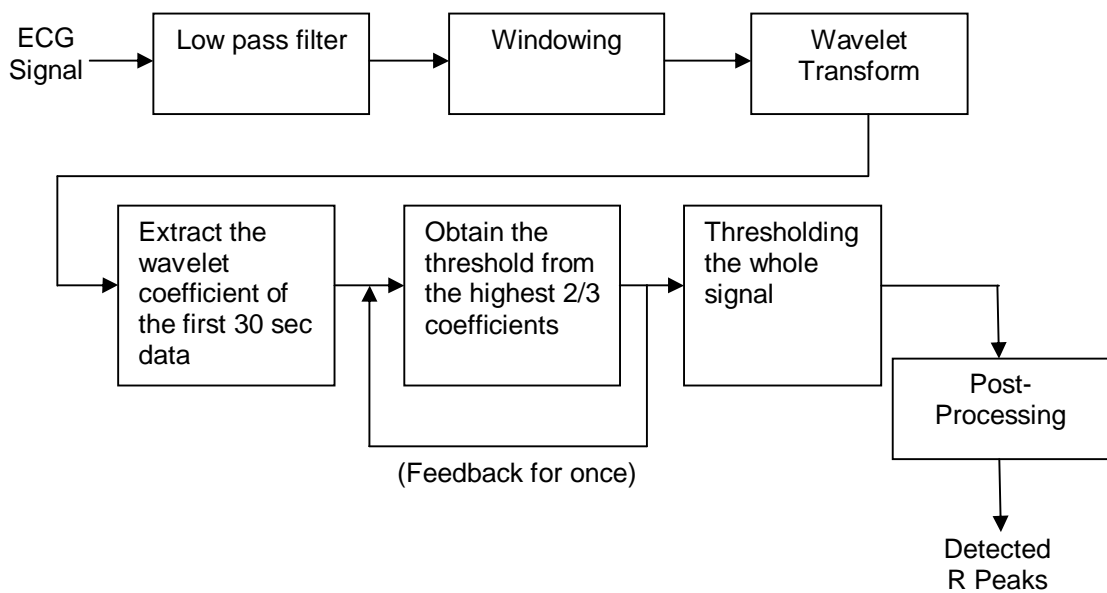 ECG
Signal
Low pass filter
Windowing
Wavelet
Transform
Extract the
wavelet
coefficient of
the first 30 sec
data
Obtain the
threshold from
the highest 2/3
coefficients
Thresholding
the whole
signal
Post-
Processing
(Feedback for once)
Detected
R Peaks